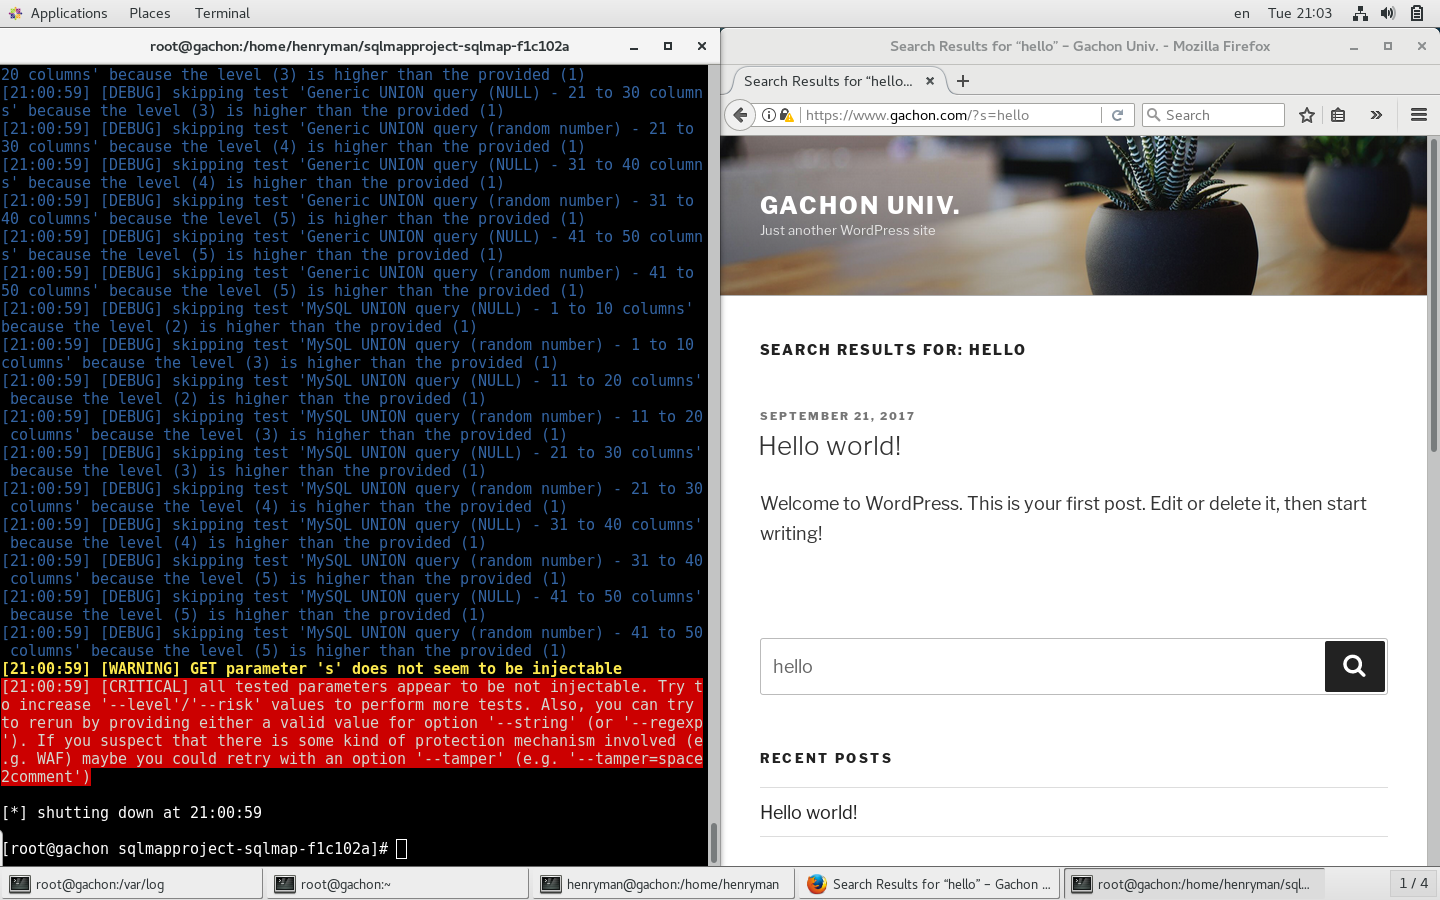 Applications Places Terminal en Tue 21:03
root@gachon:/home/henryman/sqlmapproject-sqlmap-f1c102a
20 columns' because the level (3) is higher than the provided (1)
[21:00:59] [DEBUG] skipping test 'Generic UNION query (NULL) - 21 to 30 column
s' because the level (3) is higher than the provided (1)
[21:00:59] [DEBUG] skipping test 'Generic UNION query (random number) - 21 to
30 columns' because the level (4) is higher than the provided (1)
[21:00:59] [DEBUG] skipping test 'Generic UNION query (NULL) - 31 to 40 column
s' because the level (4) is higher than the provided (1)
[21:00:59] [DEBUG] skipping test 'Generic UNION query (random number) - 31 to
40 columns' because the level (5) is higher than the provided (1)
[21:00:59] [DEBUG] skipping test 'Generic UNION query (NULL) - 41 to 50 column
s' because the level (5) is higher than the provided (1)
[21:00:59] [DEBUG] skipping test 'Generic UNION query (random number) - 41 to
50 columns' because the level (5) is higher than the provided (1)
[21:00:59] [DEBUG] skipping test 'MySQL UNION query (NULL) - 1 to 10 columns'
because the level (2) is higher than the provided (1)
[21:00:59] [DEBUG] skipping test 'MySQL UNION query (random number) - 1 to 10
columns' because the level (3) is higher than the provided (1)
[21:00:59] [DEBUG] skipping test 'MySQL UNION query (NULL) - 11 to 20 columns'
because the level (2) is higher than the provided (1)
[21:00:59] [DEBUG] skipping test 'MySQL UNION query (random number) - 11 to 20
columns' because the level (3) is higher than the provided (1)
[21:00:59] [DEBUG] skipping test 'MySQL UNION query (NULL) - 21 to 30 columns'
because the level (3) is higher than the provided (1)
[21:00:59] [DEBUG] skipping test 'MySQL UNION query (random number) - 21 to 30
columns' because the level (4) is higher than the provided (1)
[21:00:59] [DEBUG] skipping test 'MySQL UNION query (NULL) - 31 to 40 columns'
because the level (4) is higher than the provided (1)
[21:00:59] [DEBUG] skipping test 'MySQL UNION query (random number) - 31 to 40
columns' because the level (5) is higher than the provided (1)
[21:00:59] [DEBUG] skipping test 'MySQL UNION query (NULL) - 41 to 50 columns'
because the level (5) is higher than the provided (1)
[21:00:59] [DEBUG] skipping test 'MySQL UNION query (random number) - 41 to 50
columns' because the level (5) is higher than the provided (1)
[21:00:59] [WARNING] GET parameter 's' does not seem to be injectable
[21:00:59] [CRITICAL] all tested parameters appear to be not injectable. Try t
o increase '--level'/'--risk' values to perform more tests. Also, you can try
to rerun by providing either a valid value for option '--string' (or '--regexp
'). If you suspect that there is some kind of protection mechanism involved (e
.g. WAF) maybe you could retry with an option '--tamper' (e.g. '--tamper=space
2comment')
[*] shutting down at 21:00:59
[root@gachon sqlmapproject-sqlmap-f1c102a]#
Search Results for “hello” – Gachon Univ. - Mozilla Firefox
Search Results for “hello...
https://www.gachon.com/?s=hello Search
GACHON UNIV.
Just another WordPress site
SEARCH RESULTS FOR: HELLO
SEPTEMBER 21, 2017
Hello world!
Welcome to WordPress. This is your first post. Edit or delete it, then start
writing!
hello
RECENT POSTS
Hello world!
root@gachon:/var/log root@gachon:~ henryman@gachon:/home/henryman Search Results for “hello” – Gachon ... root@gachon:/home/henryman/sql... 1 / 4